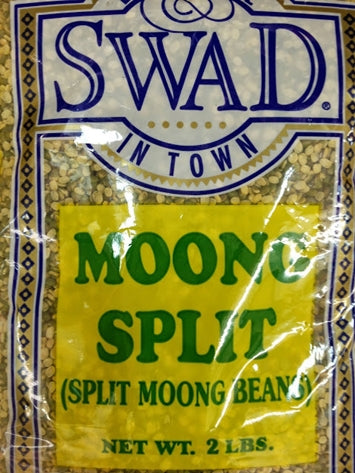 &
SWAD®
IN TOWN
MOONG
SPLIT
(SPLIT MOONG BEANS)
NET WT. 2 LBS.